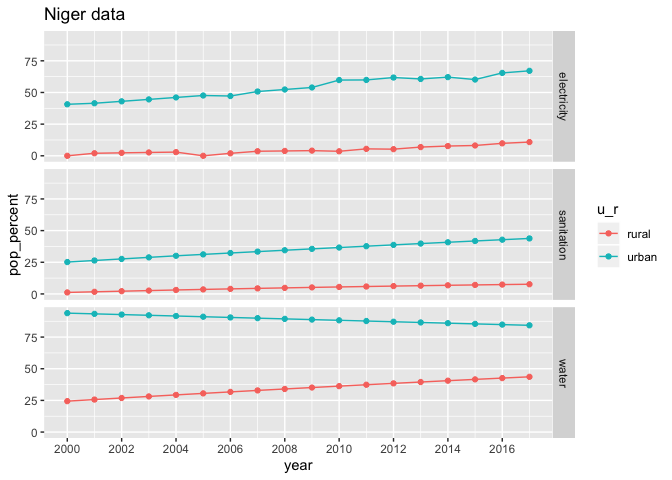 Niger data
pop_percent
75
50
25
0
electricity
75
50
25
0
sanitation
75
50
25
0
water
2000 2002 2004 2006 2008 2010 2012 2014 2016
year
u_r
rural
urban